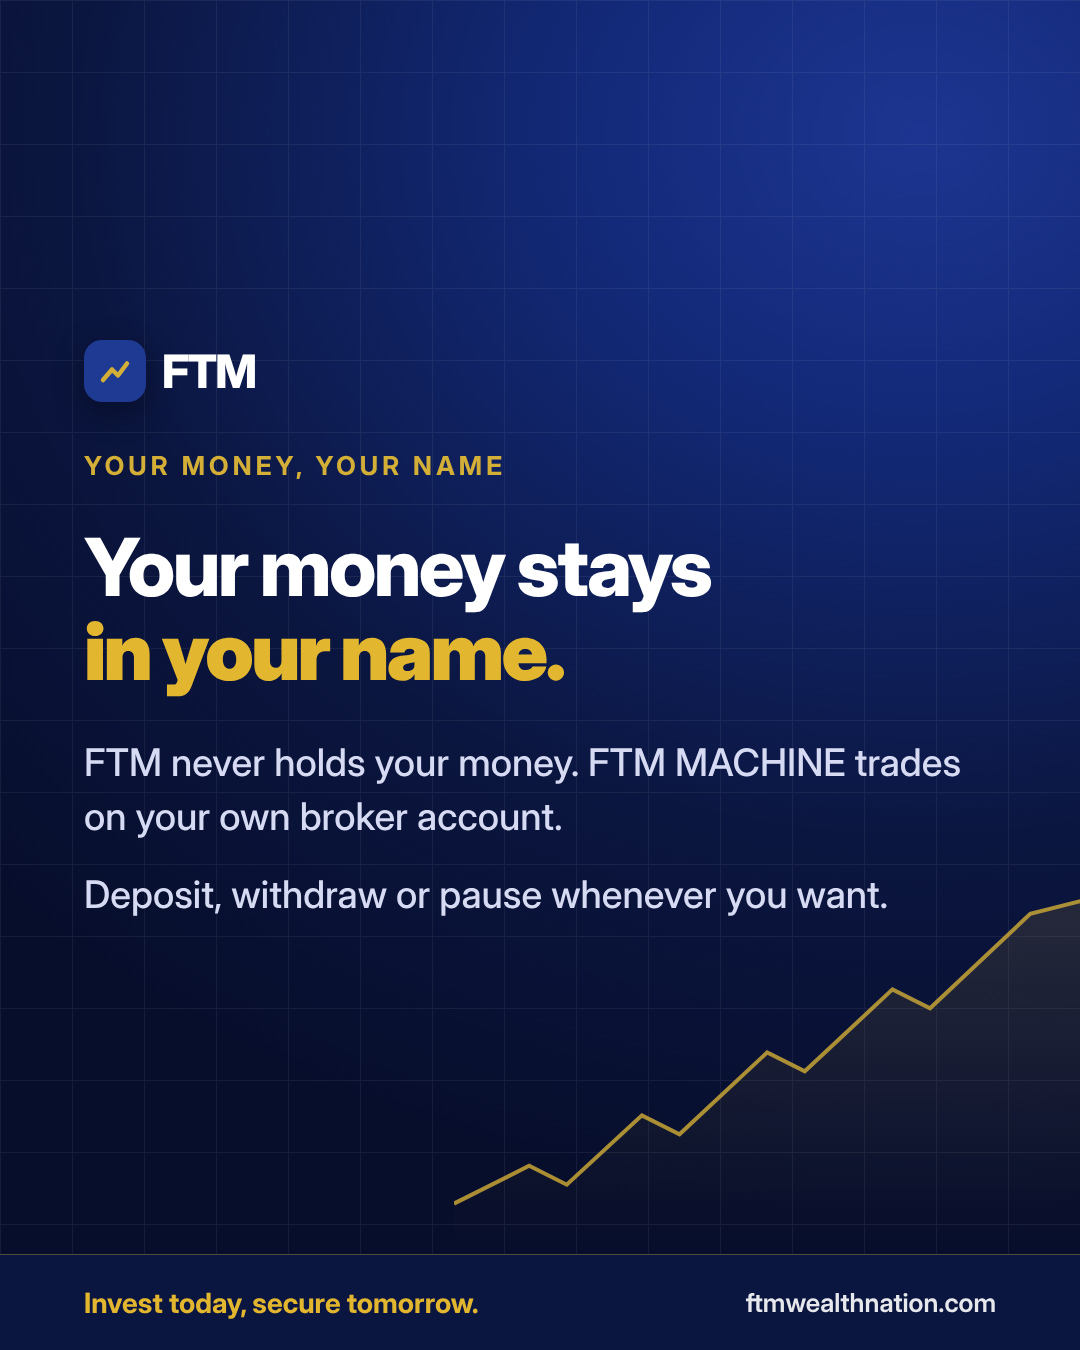 FTM
YOUR MONEY, YOUR NAME
Your money stays
in your name.
FTM never holds your money. FTM MACHINE trades
on your own broker account.
Deposit, withdraw or pause whenever you want.
Invest today, secure tomorrow.
ftmwealthnation.com